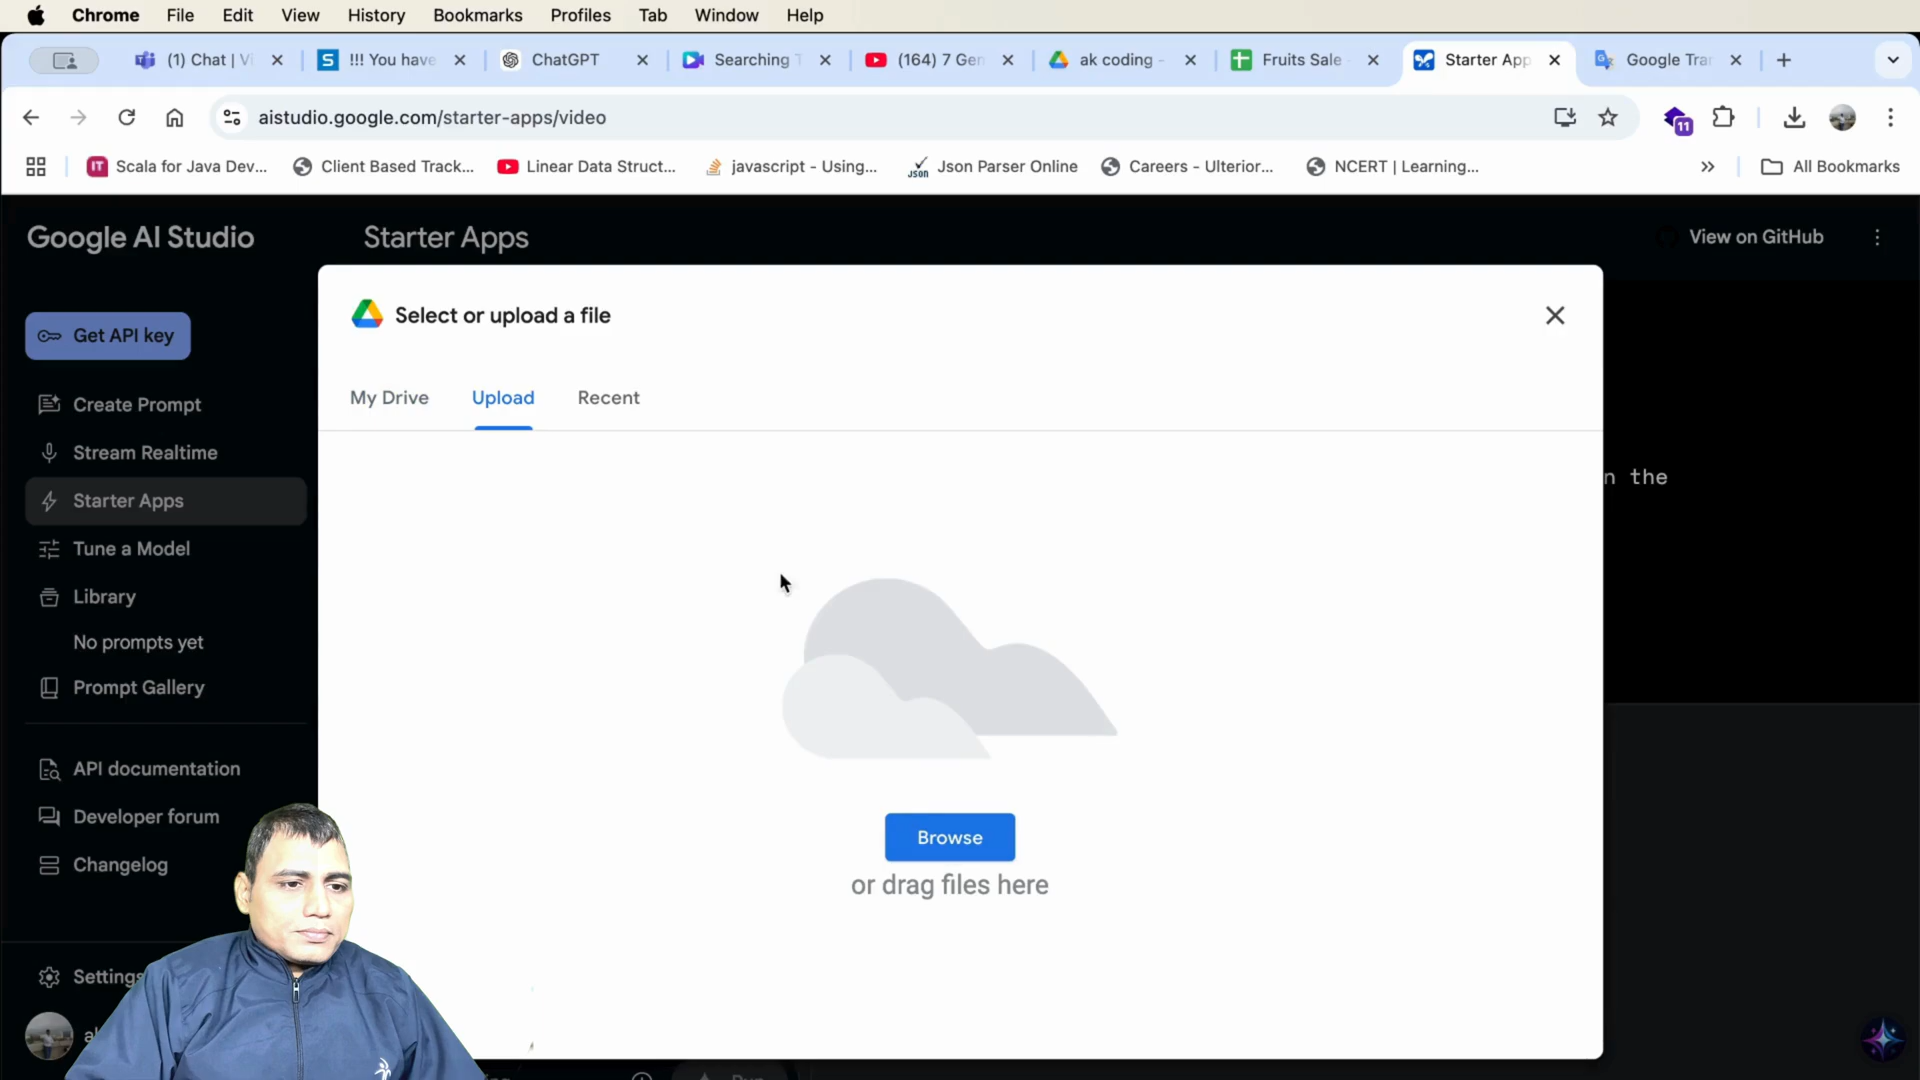 Chrome File Edit View History Bookmarks Profiles Tab Window Help
(1) Chat | Vi !!! You have ChatGPT Searching T (164) 7 Gen ak coding - Fruits Sale - Starter App Google Tra
aistudio.google.com/starter-apps/video 11
Scala for Java Dev... Client Based Track... Linear Data Struct... javascript - Using,... JSON Json Parser Online Careers - Ulterior... NCERT | Learning... All Bookmarks
Google AI Studio Starter Apps View on GitHub
Select or upload a file
Get API key
My Drive Upload Recent
Create Prompt
Stream Realtime
n the
Starter Apps
Tune a Model
Library
No prompts yet
Prompt Gallery
API documentation
Developer forum
Browse
Changelog
or drag files here
Settings